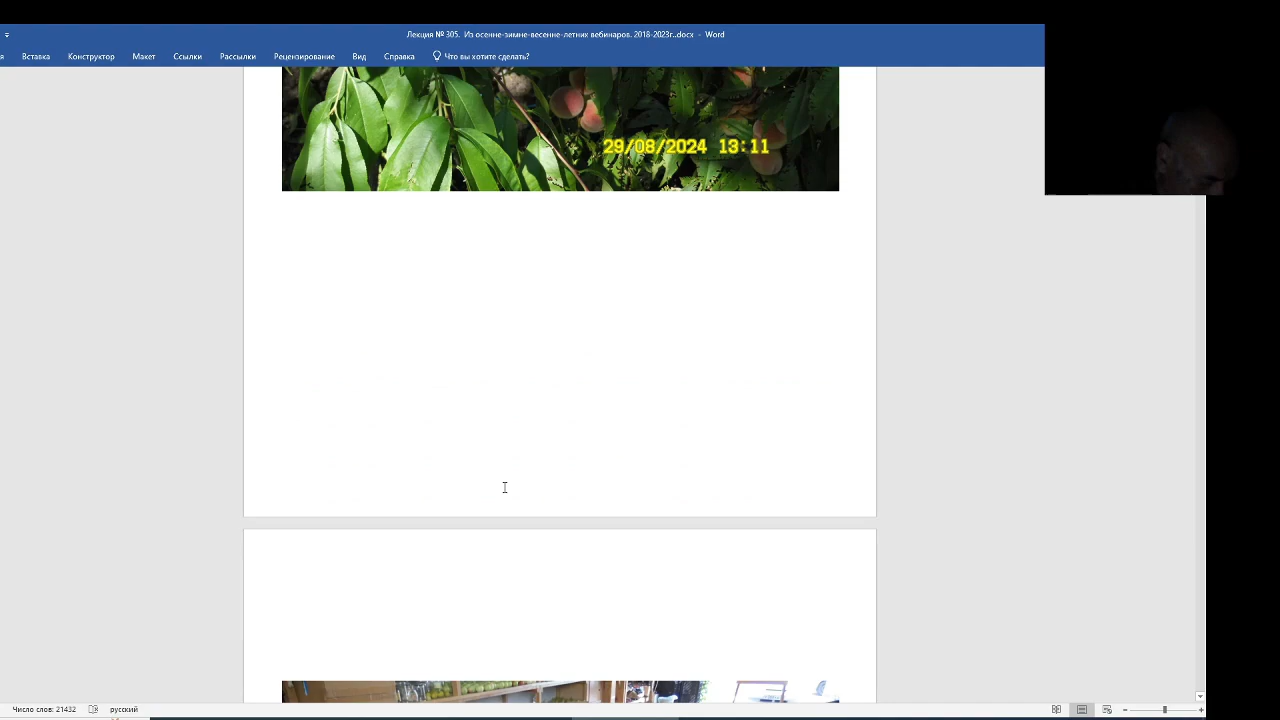 Лекция № 305. Из осенне-зимне-весенне-летних вебинаров. 2018-2023г..docx - Word
я Вставка Конструктор Макет Ссылки Рассылки Рецензирование Вид Справка Что вы хотите сделать?
29/08/2024 13:11
Число слов: 21432 русский